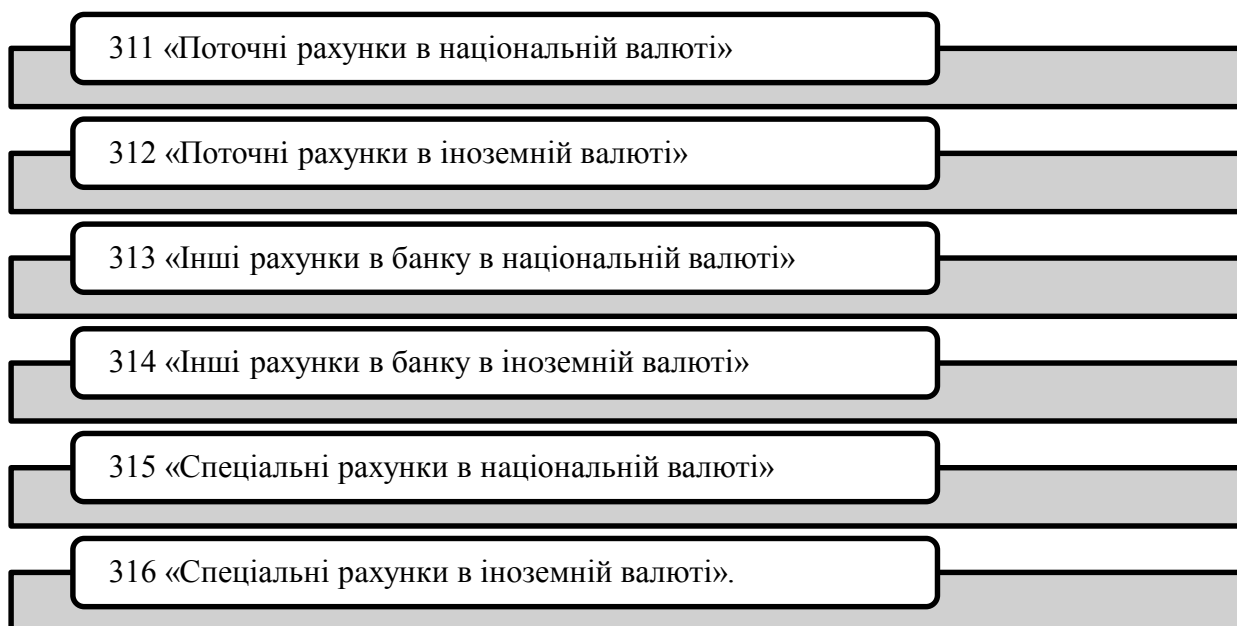 311 «Поточні рахунки в національній валюті»
312 «Поточні рахунки в іноземній валюті»
313 «Інші рахунки в банку в національній валюті»
314 «Інші рахунки в банку в іноземній валюті»
315 «Спеціальні рахунки в національній валюті»
316 «Спеціальні рахунки в іноземній валюті».